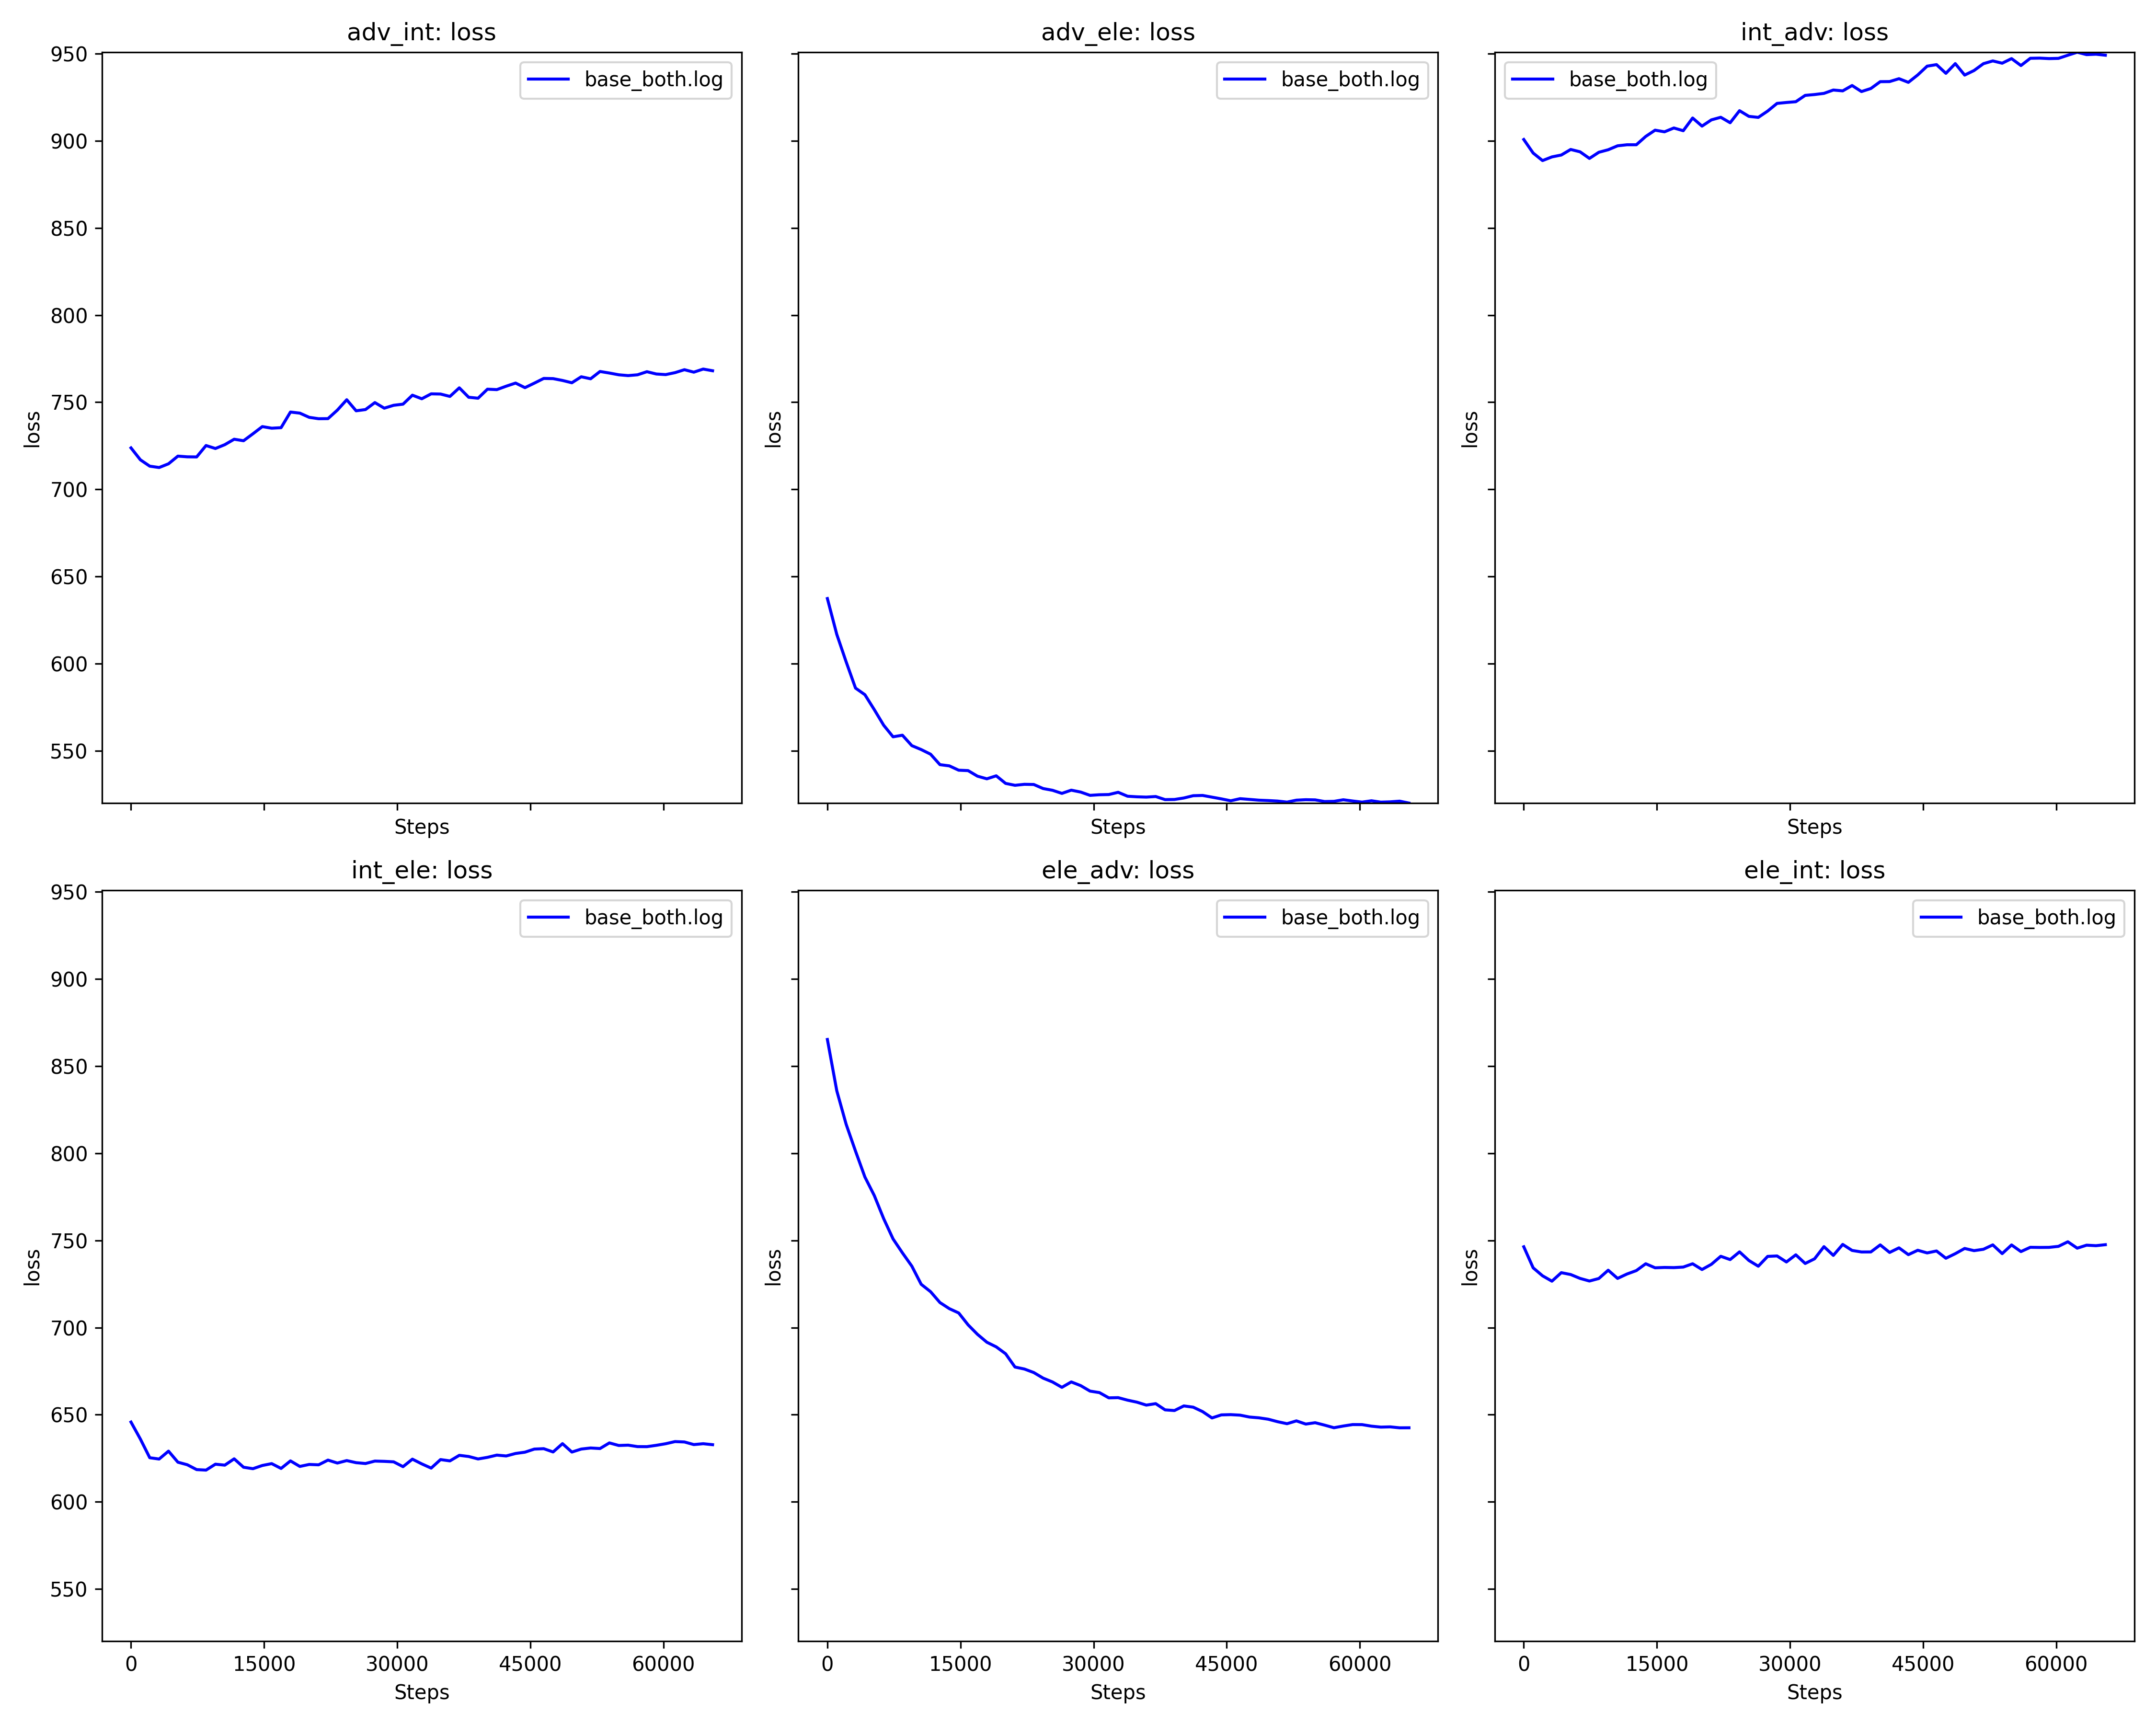 adv_int: loss
base_both.log
950
900
850
800
750
700
650
600
550
loss
Steps
adv_ele: loss
base_both.log
loss
Steps
int_adv: loss
base_both.log
loss
Steps
int_ele: loss
base_both.log
950
900
850
800
750
700
650
600
550
loss
0 15000 30000 45000 60000
Steps
ele_adv: loss
base_both.log
loss
0 15000 30000 45000 60000
Steps
ele_int: loss
base_both.log
loss
0 15000 30000 45000 60000
Steps